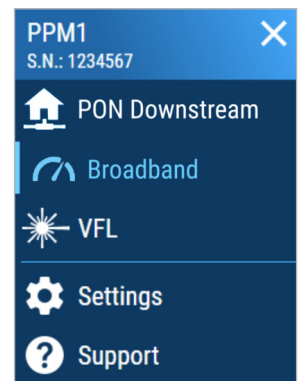 PPM1
S.N.: 1234567
PON Downstream
Broadband
VFL
Settings
? Support